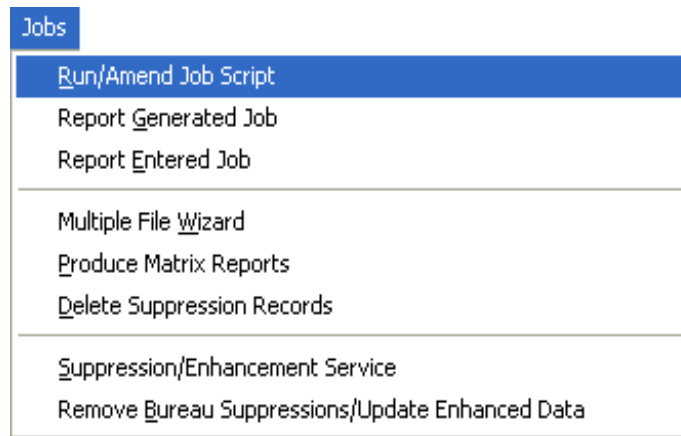 Jobs
Run/Amend Job Script
Report Generated Job
Report Entered Job
Multiple File Wizard
Produce Matrix Reports
Delete Suppression Records
Suppression/Enhancement Service
Remove Bureau Suppressions/Update Enhanced Data